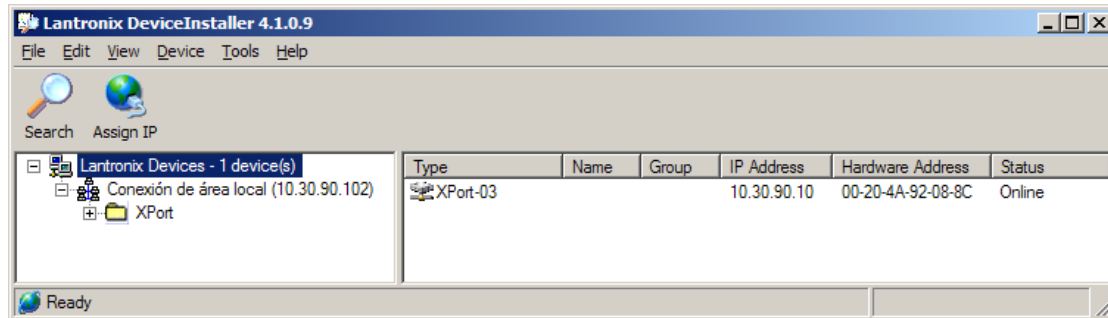 Lantronix DeviceInstaller 4.1.0.9
File Edit View Device Tools Help
Search Assign IP
Lantronix Devices - 1 device(s)
Conexión de área local (10.30.90.102)
XPort
Type Name Group IP Address Hardware Address Status
XPort-03 10.30.90.10 00-20-4A-92-08-8C Online
Ready